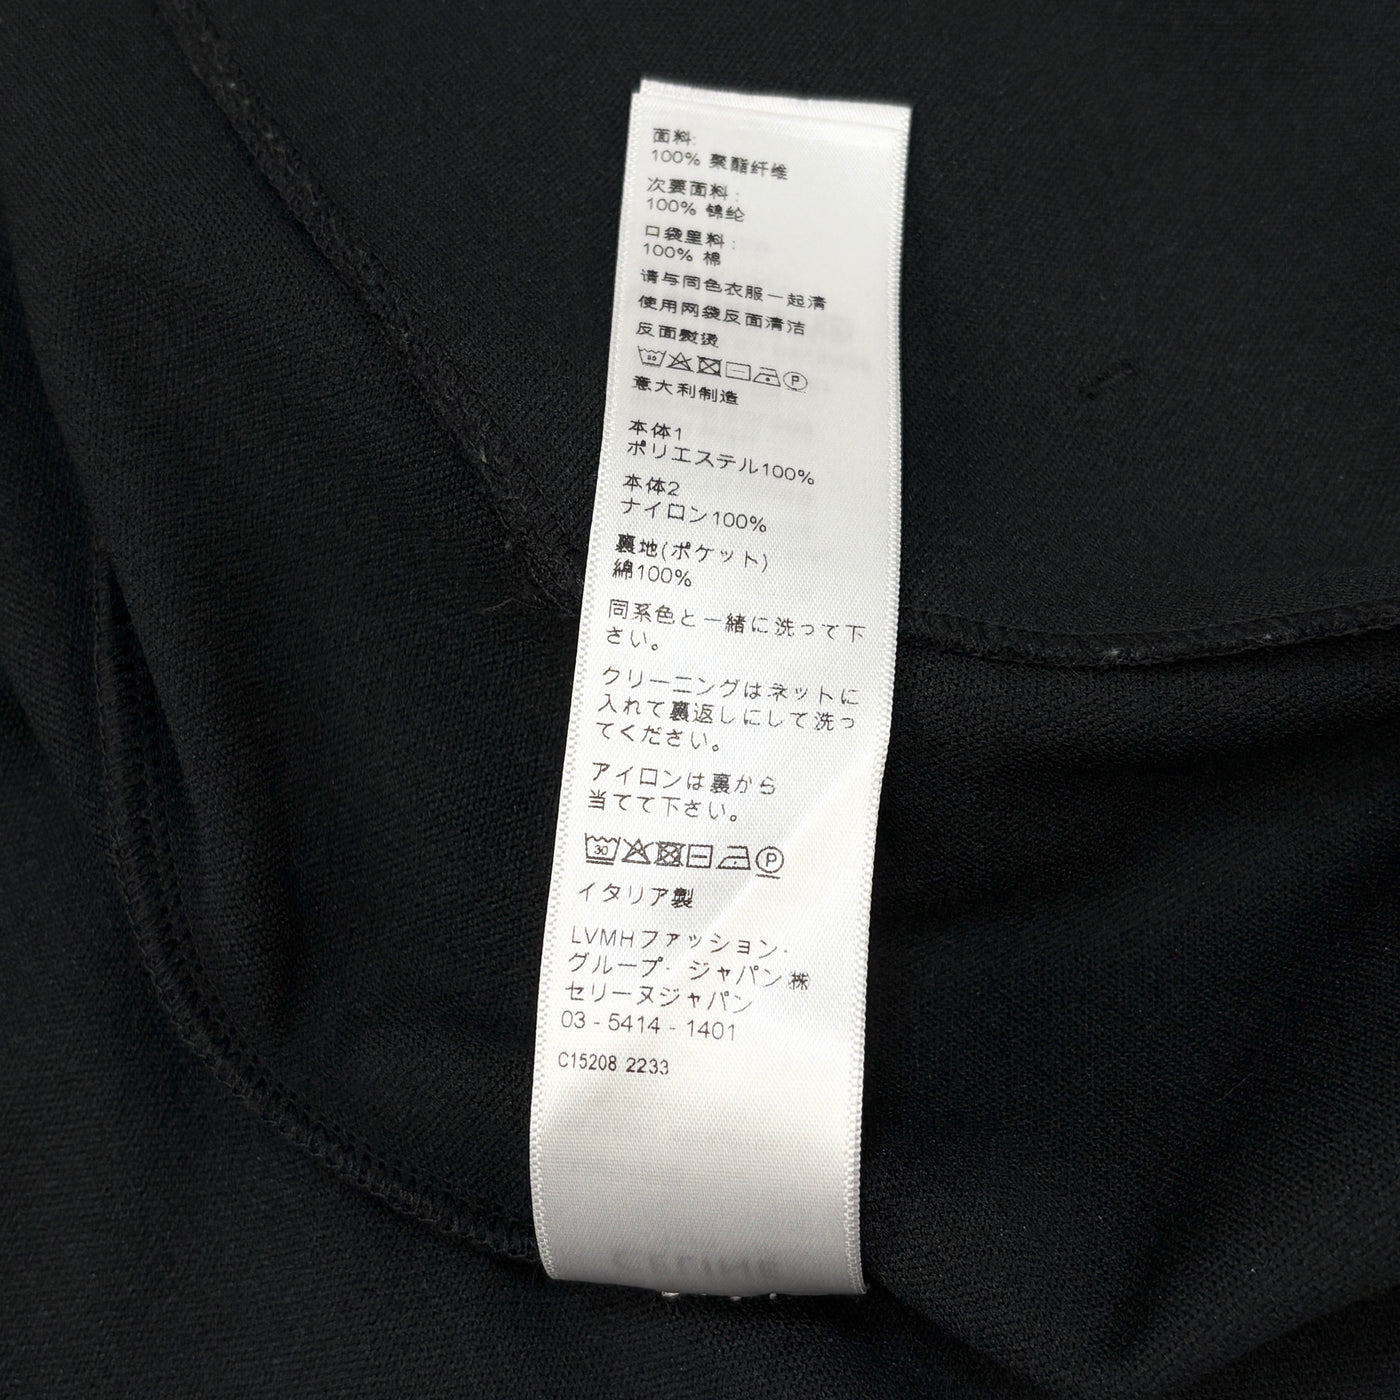 面料:
100% 聚酯纤维
次要面料:
100% 锦纶
口袋里料:
100% 棉
请与同色衣服一起清
使用网袋反面清洁
反面熨烫
30 P
意大利制造
本体1
ポリエステル100%
本体2
ナイロン100%
裏地(ポケット)
綿100%
同系色と一緒に洗って下
さい。
クリーニングはネットに
入れて裏返しにして洗っ
てください。
アイロンは裏から
当てて下さい。
30 P
イタリア製
LVMHファッション・
グループ・ジャパン㈱
セリーヌジャパン
03 - 5414 - 1401
C15208 2233
CELINE